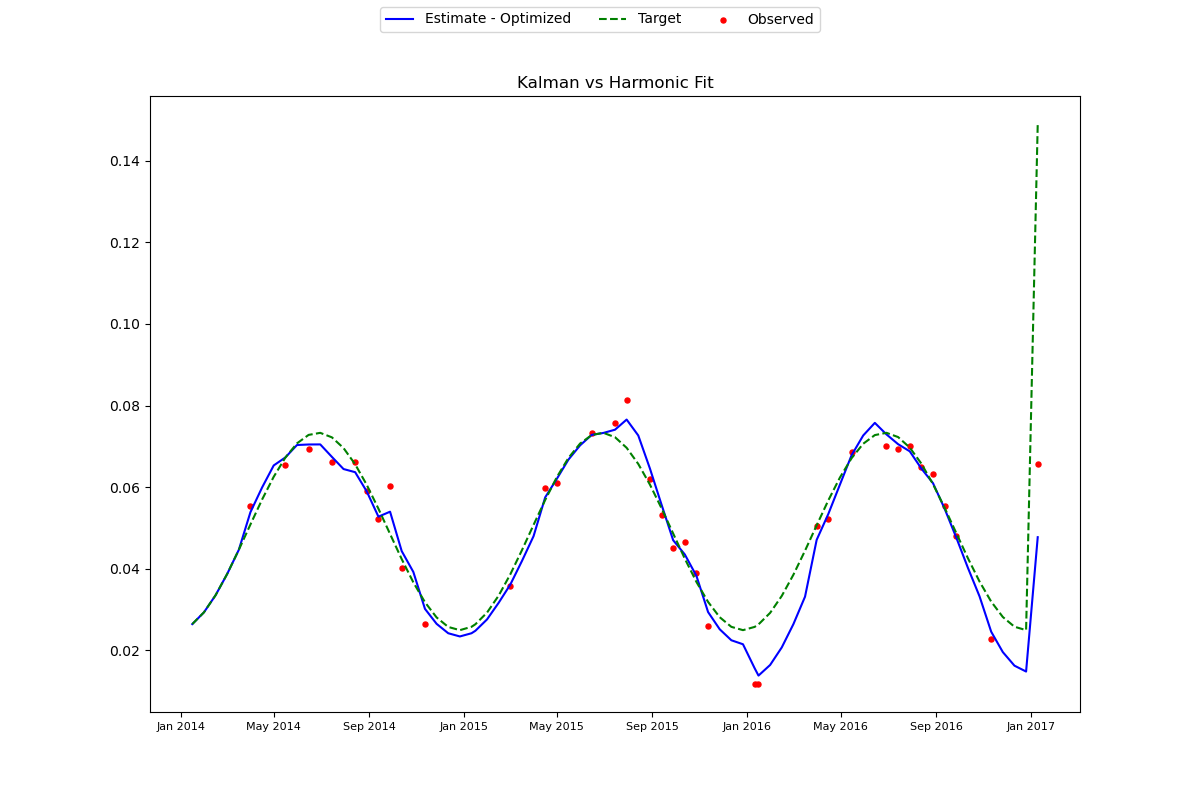 Estimate - Optimized Target Observed
Kalman vs Harmonic Fit
0.14
0.12
0.10
0.08
0.06
0.04
0.02
Jan 2014 May 2014 Sep 2014 Jan 2015 May 2015 Sep 2015 Jan 2016 May 2016 Sep 2016 Jan 2017